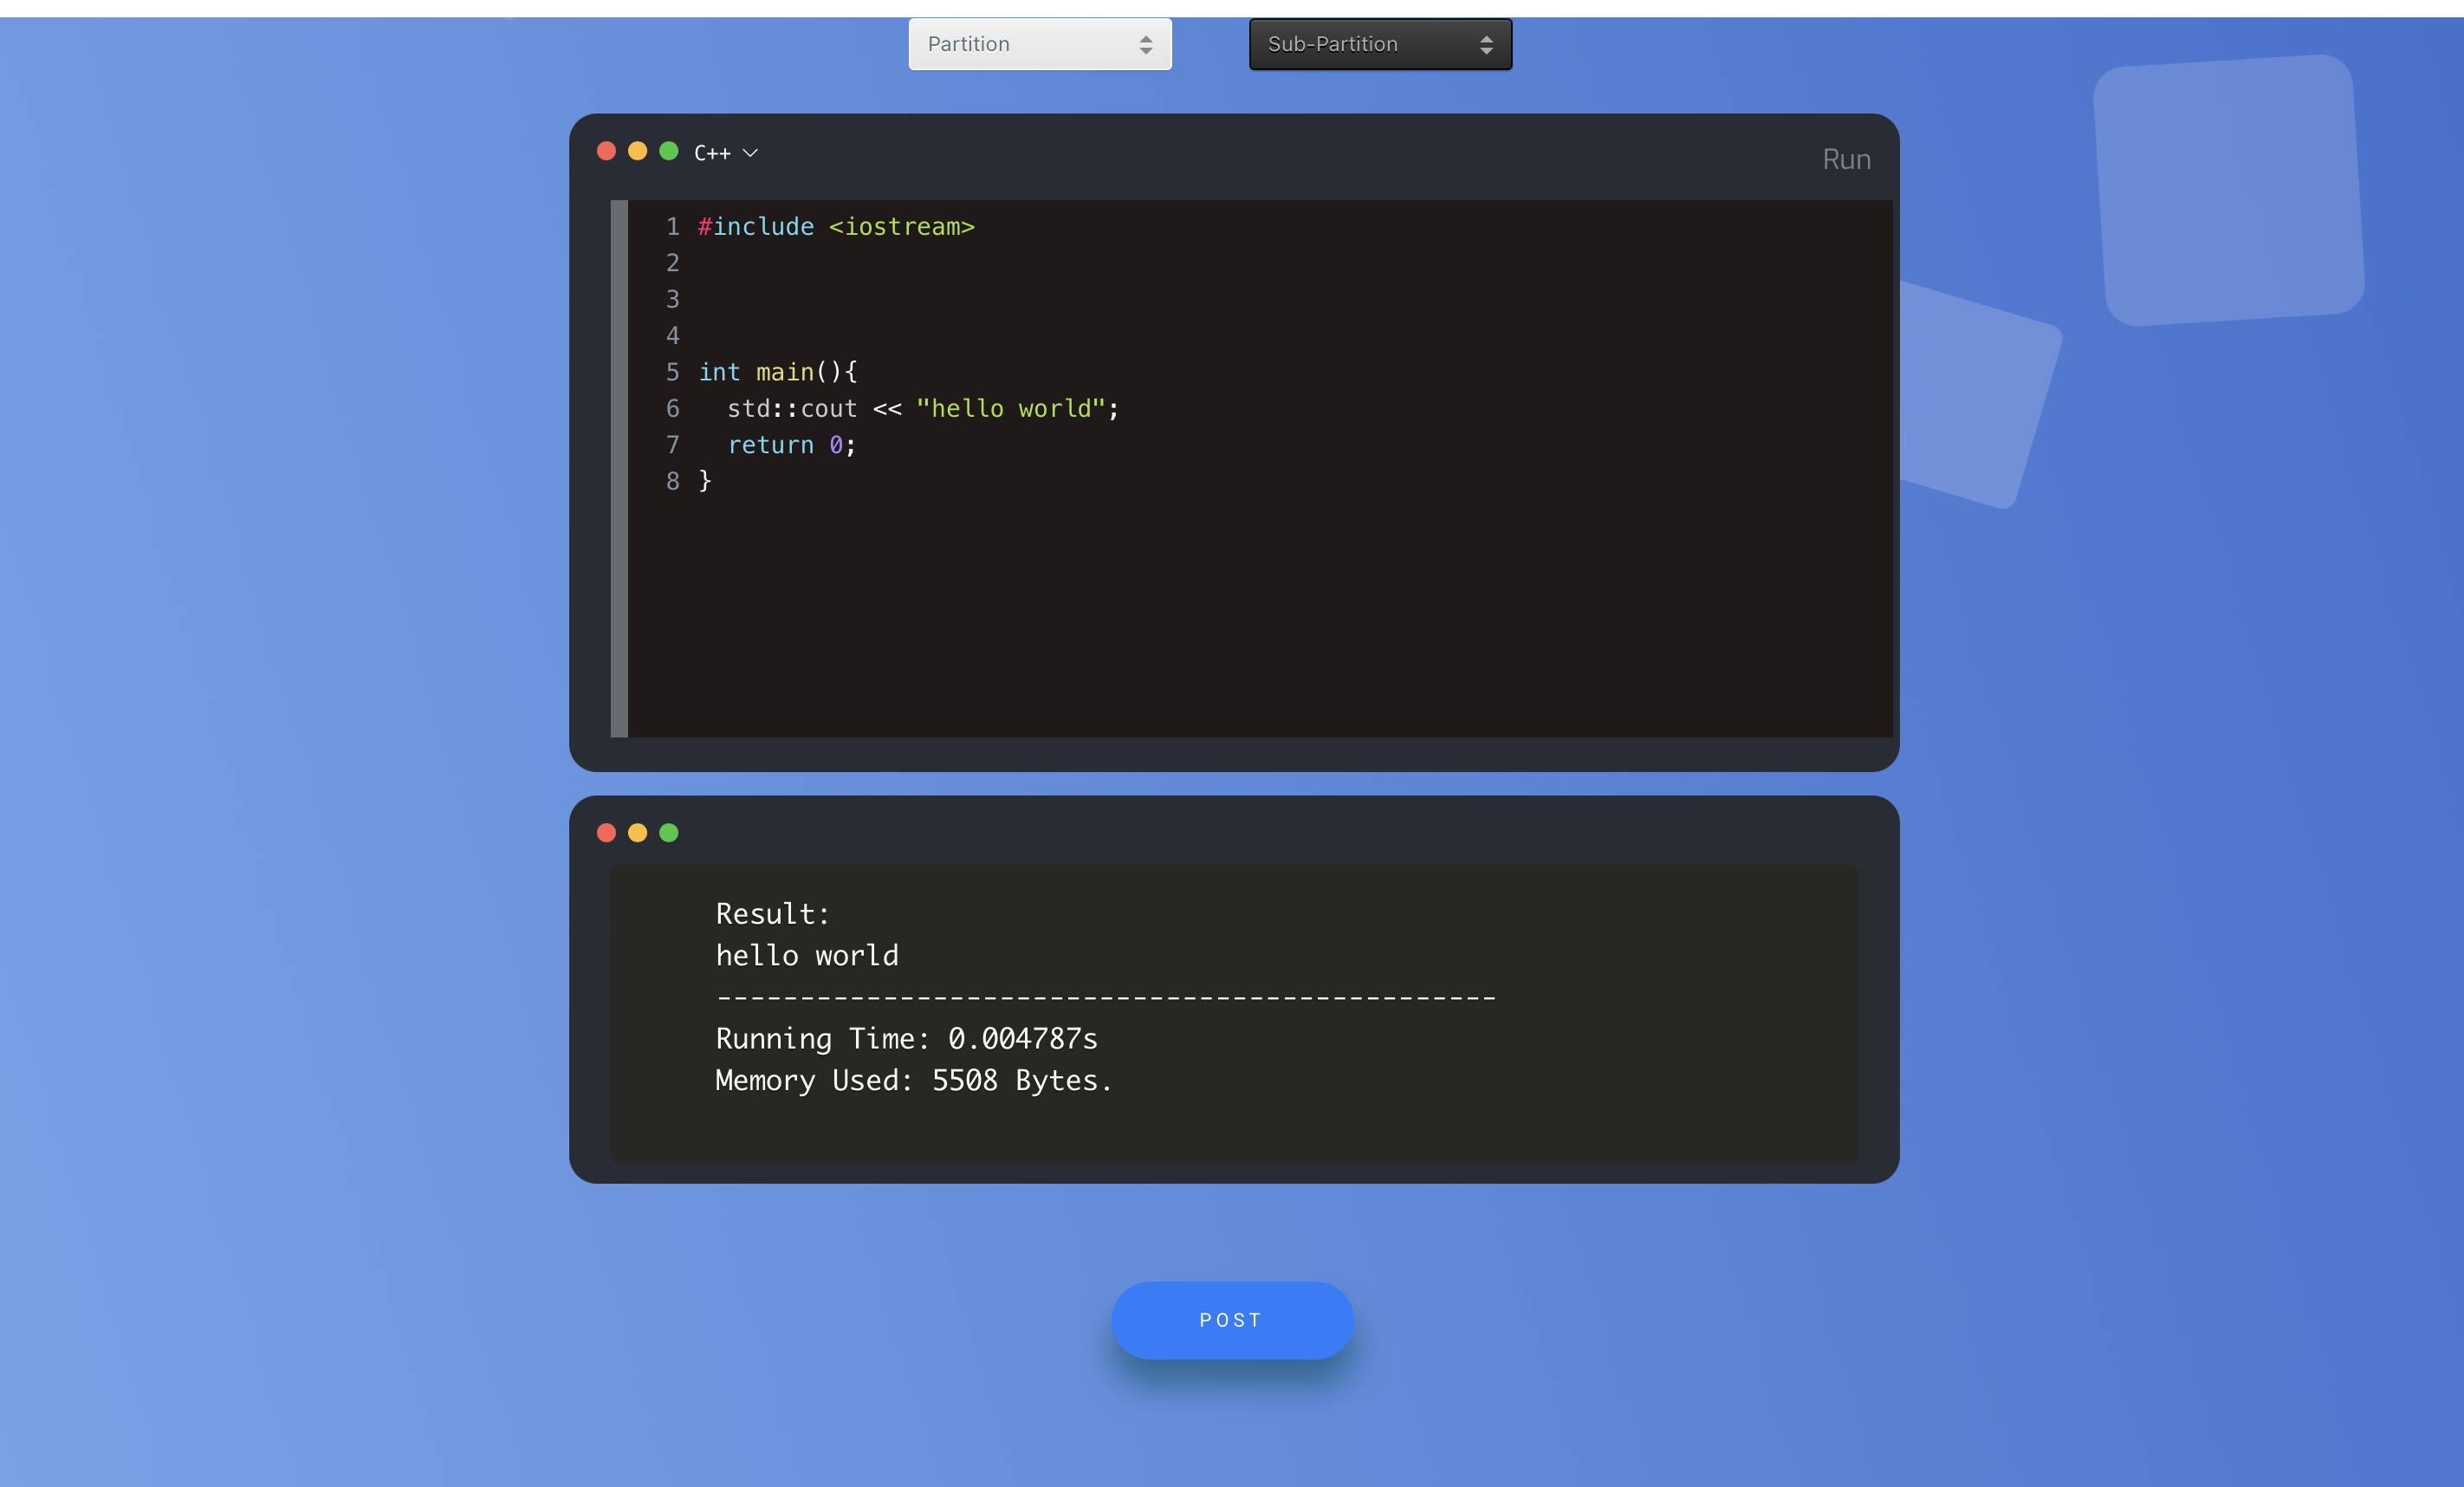 Partition Sub-Partition
C++ Run
1 #include <iostream>
2
3
4
5 int main(){
6   std::cout << "hello world";
7   return 0;
8 }
Result:
hello world
-----------------------------------------------
Running Time: 0.004787s
Memory Used: 5508 Bytes.
POST